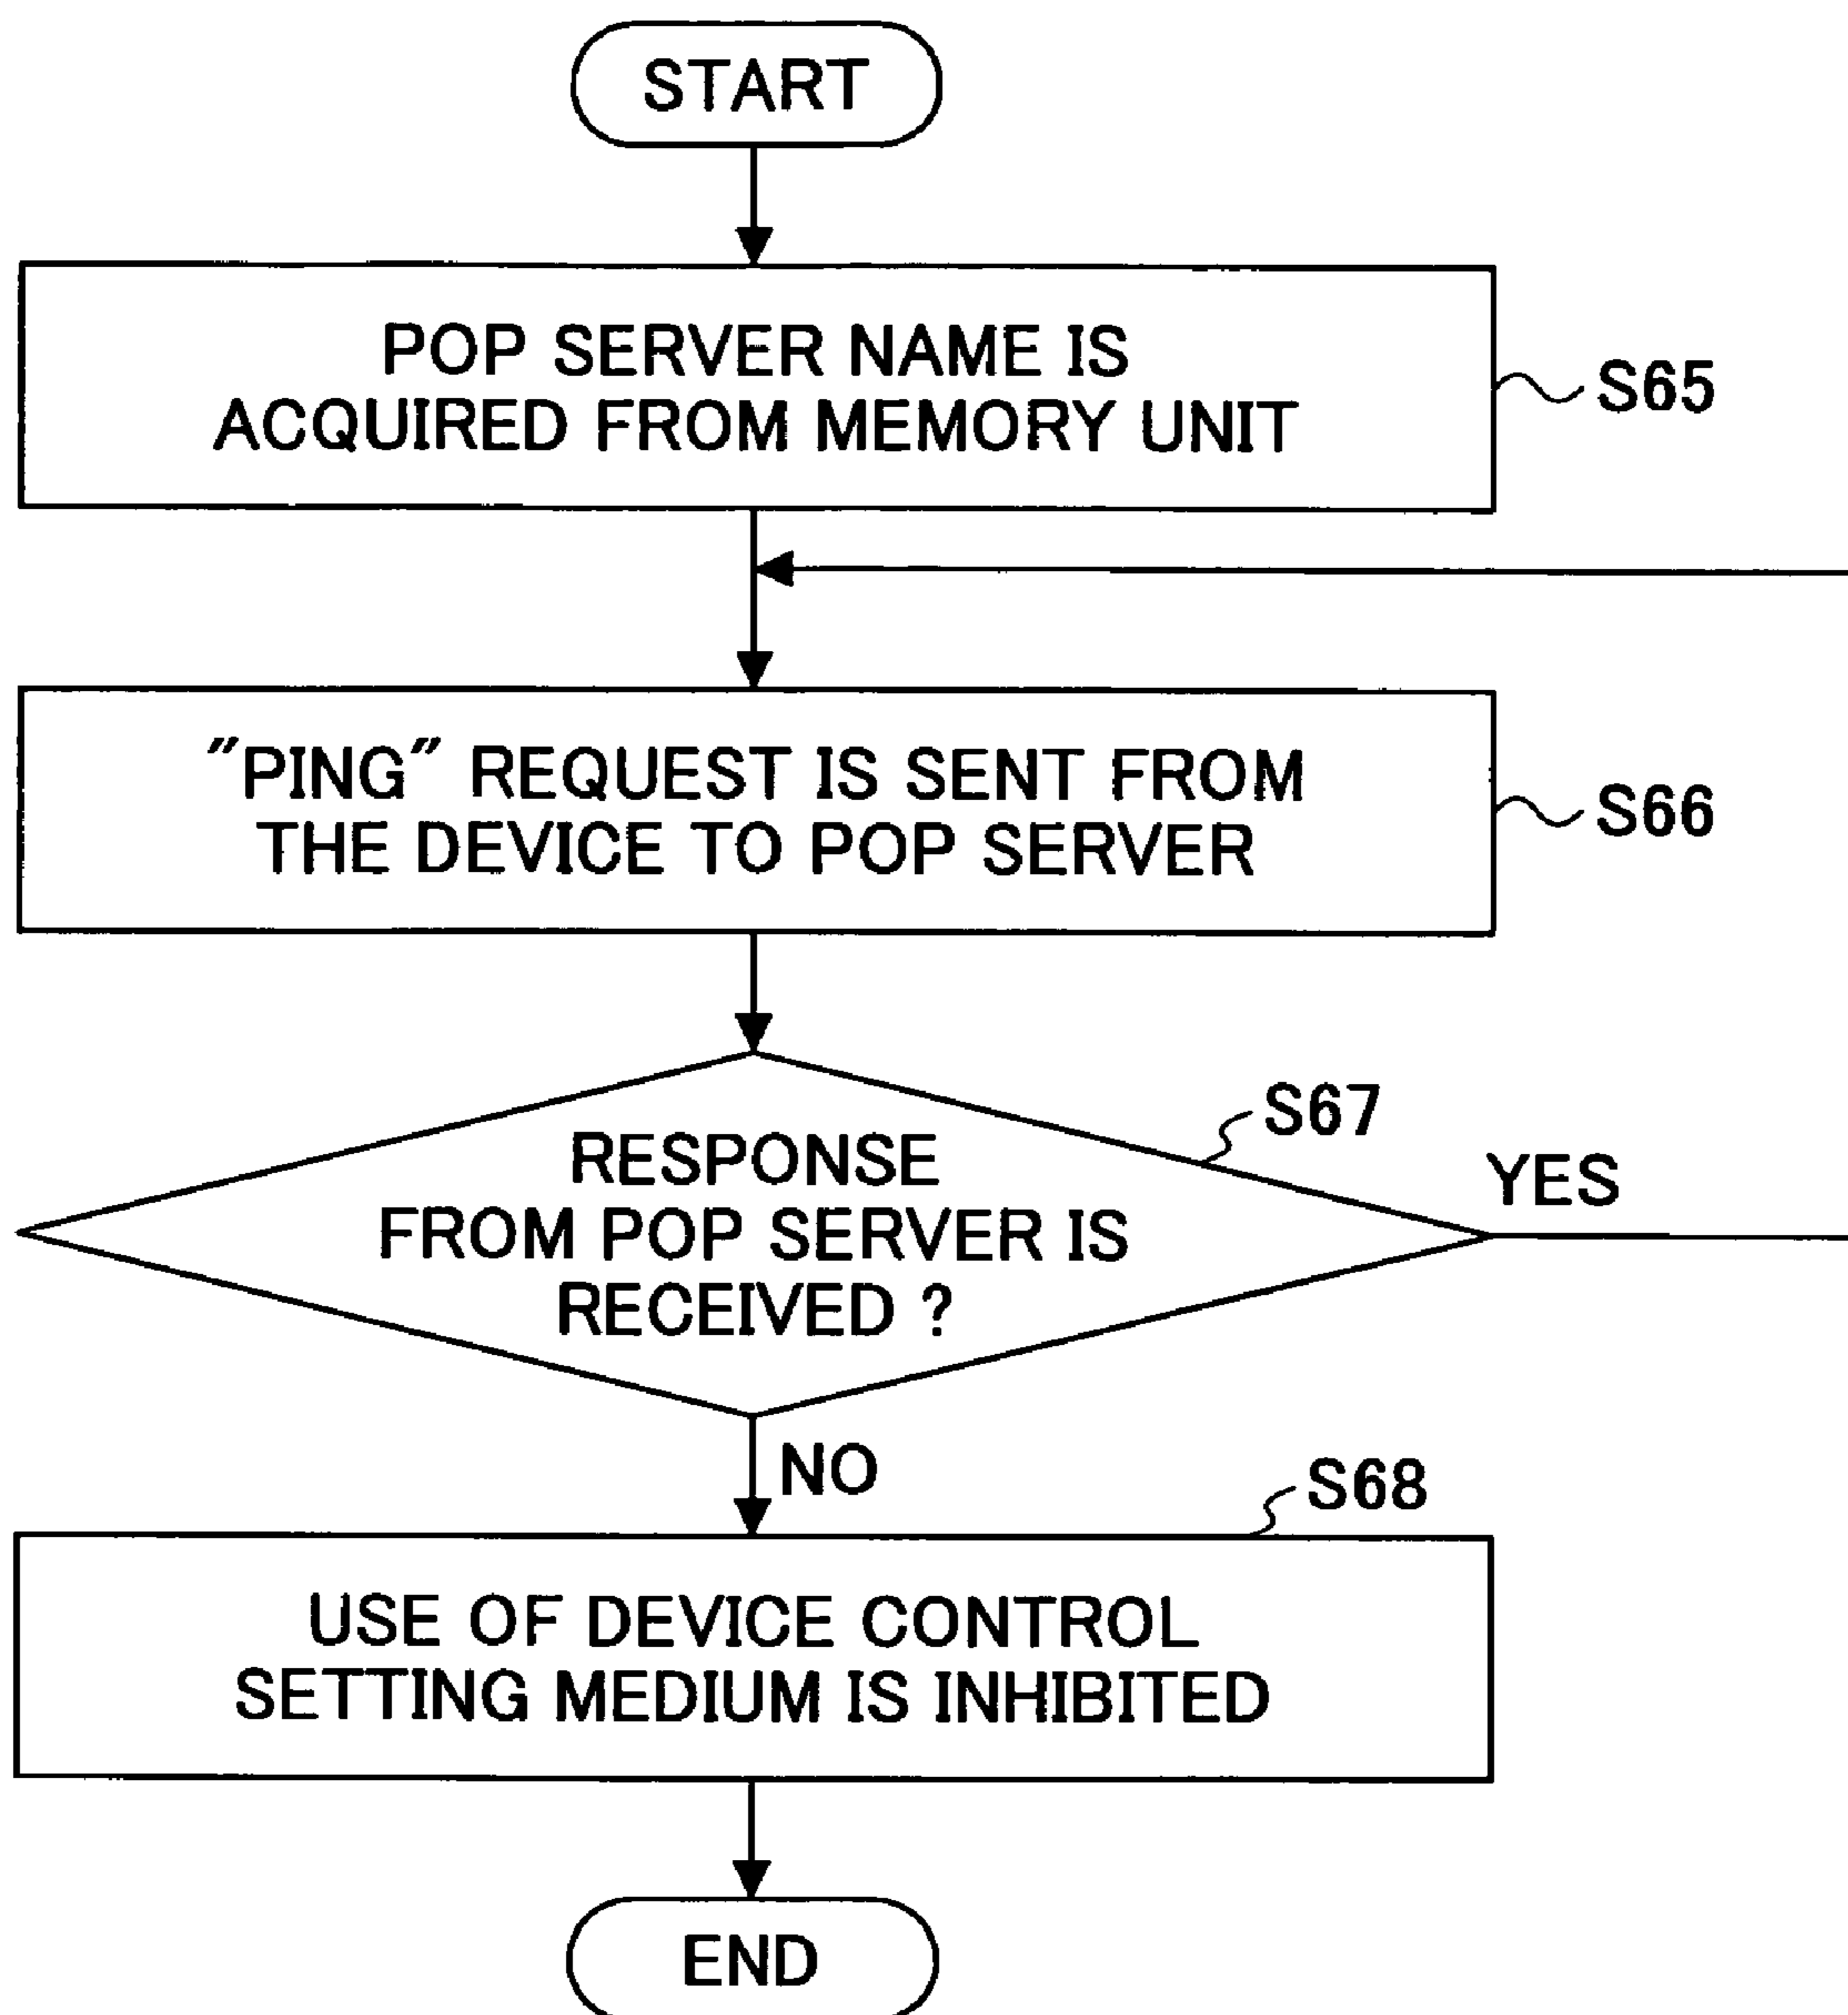 START
POP SERVER NAME IS
ACQUIRED FROM MEMORY UNIT
S65
"PING" REQUEST IS SENT FROM
THE DEVICE TO POP SERVER
S66
S67
RESPONSE
FROM POP SERVER IS
RECEIVED ?
YES
NO
S68
USE OF DEVICE CONTROL
SETTING MEDIUM IS INHIBITED
END